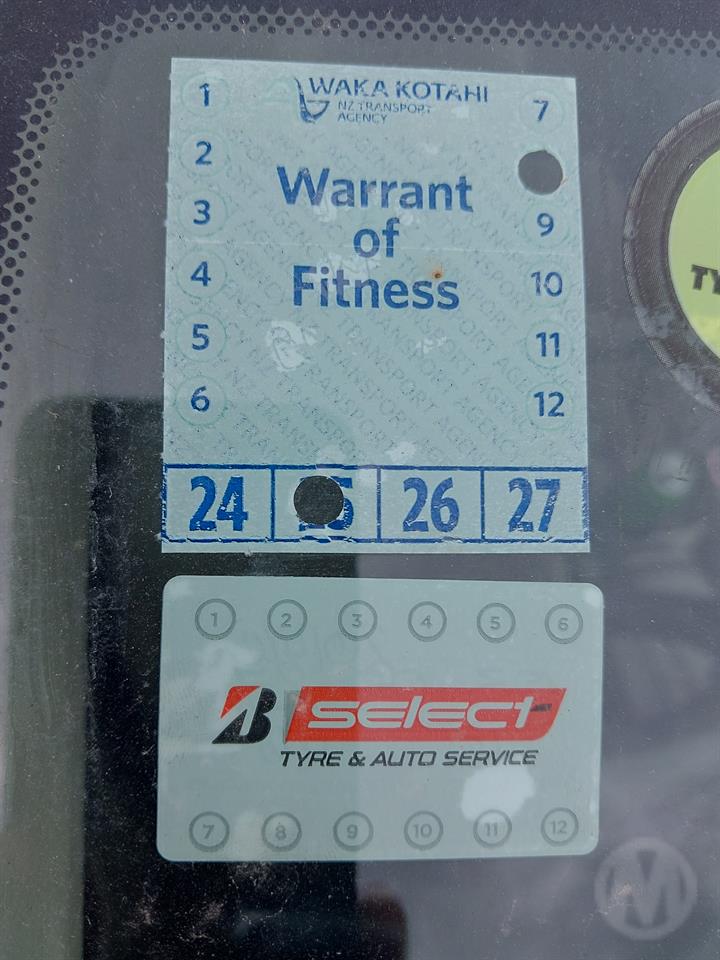 WAKA KOTAHI
NZ TRANSPORT
AGENCY
1
7
2
Warrant
of
Fitness
3
9
4
10
5
11
6
12
24
26
27
1 2 3 4 5 6
B select
TYRE & AUTO SERVICE
7 8 9 10 11 12
TY
M